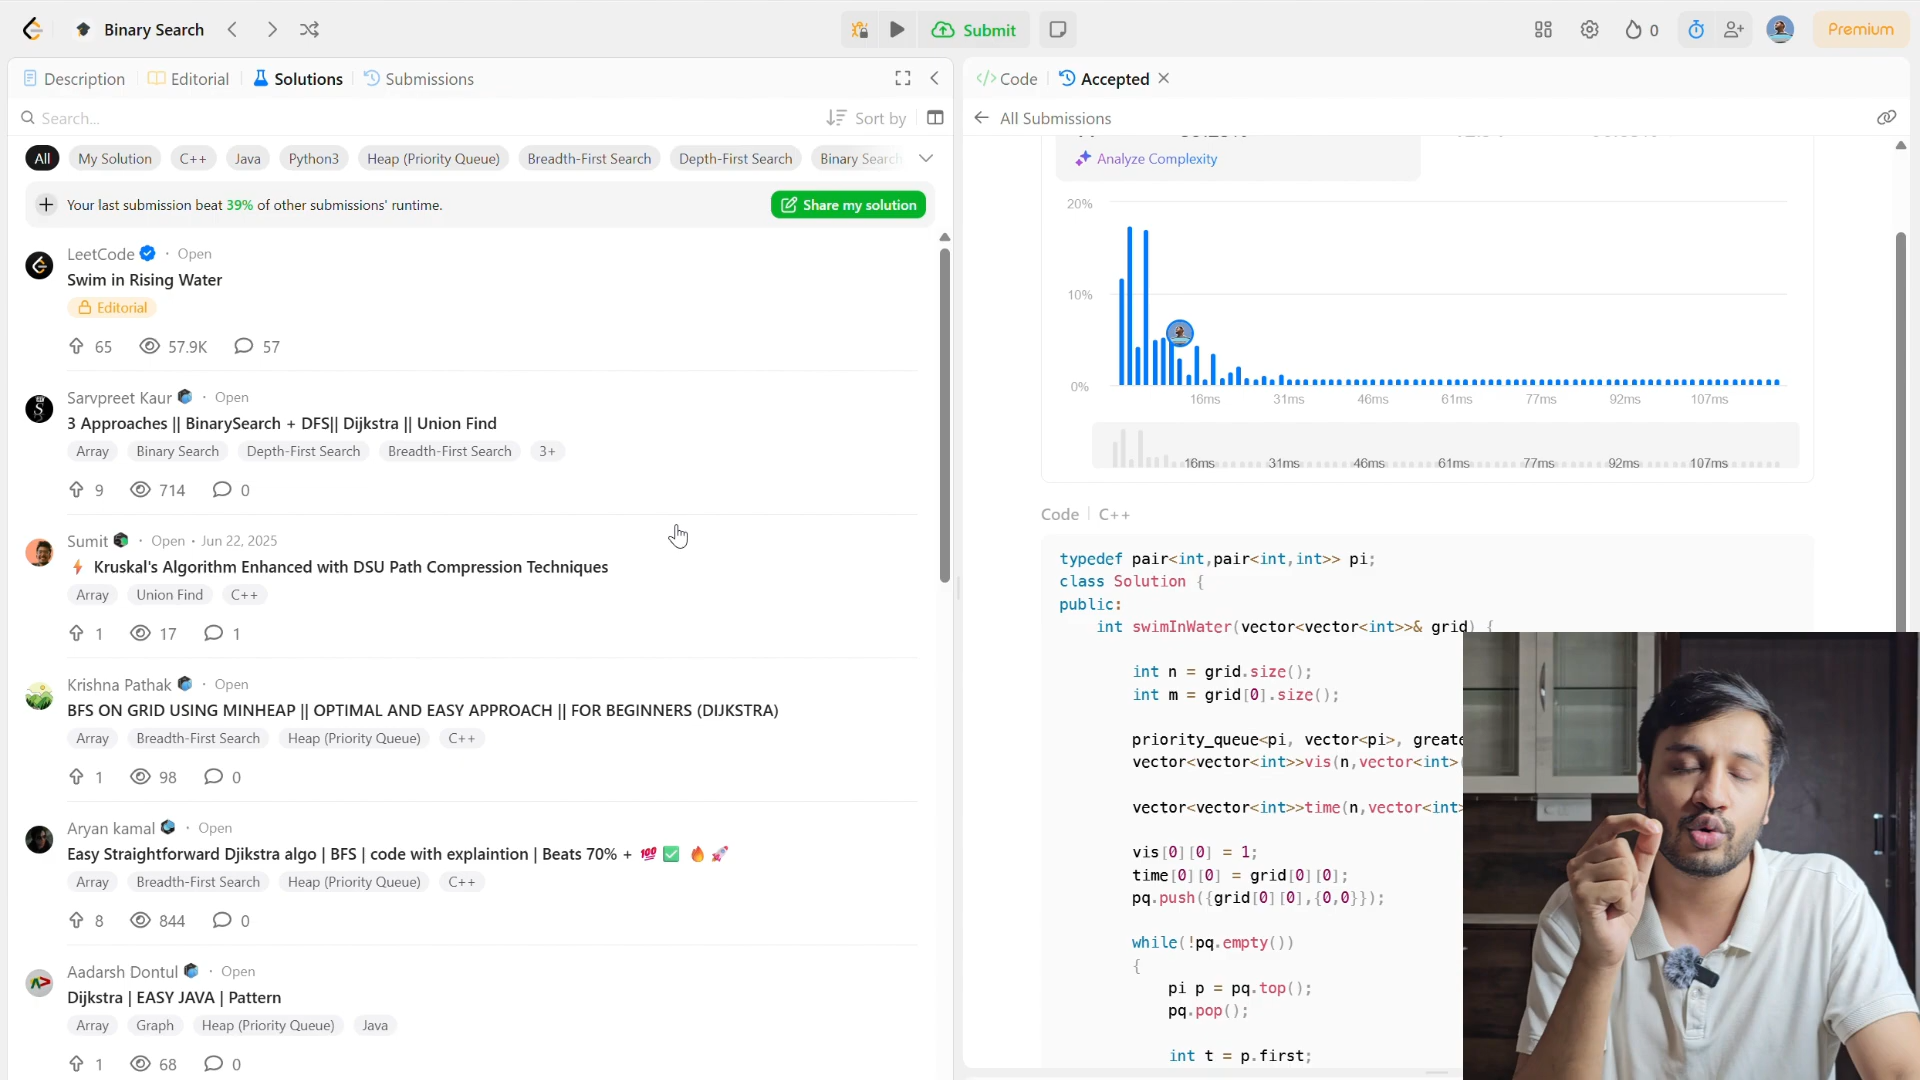 Binary Search
Submit
0
Premium
Description
Editorial
Solutions
Submissions
Search...
Sort by
All
My Solution
C++
Java
Python3
Heap (Priority Queue)
Breadth-First Search
Depth-First Search
Binary Search
Your last submission beat 39% of other submissions' runtime.
Share my solution
LeetCode · Open
Swim in Rising Water
Editorial
65 57.9K 57
Sarvpreet Kaur · Open
3 Approaches || BinarySearch + DFS|| Dijkstra || Union Find
Array Binary Search Depth-First Search Breadth-First Search 3+
9 714 0
Sumit · Open · Jun 22, 2025
⚡ Kruskal's Algorithm Enhanced with DSU Path Compression Techniques
Array Union Find C++
1 17 1
Krishna Pathak · Open
BFS ON GRID USING MINHEAP || OPTIMAL AND EASY APPROACH || FOR BEGINNERS (DIJKSTRA)
Array Breadth-First Search Heap (Priority Queue) C++
1 98 0
Aryan kamal · Open
Easy Straightforward Djikstra algo | BFS | code with explaintion | Beats 70% + 💯 ✅ 🔥 🚀
Array Breadth-First Search Heap (Priority Queue) C++
8 844 0
Aadarsh Dontul · Open
Dijkstra | EASY JAVA | Pattern
Array Graph Heap (Priority Queue) Java
1 68 0
Code
Accepted
All Submissions
Analyze Complexity
20%
10%
0%
16ms 31ms 46ms 61ms 77ms 92ms 107ms
16ms 31ms 46ms 61ms 77ms 92ms 107ms
Code | C++
typedef pair<int,pair<int,int>> pi;
class Solution {
public:
int swimInWater(vector<vector<int>>& grid) {
int n = grid.size();
int m = grid[0].size();
priority_queue<pi, vector<pi>, greate
vector<vector<int>>vis(n,vector<int>(
vector<vector<int>>time(n,vector<int>
vis[0][0] = 1;
time[0][0] = grid[0][0];
pq.push({grid[0][0],{0,0}});
while(!pq.empty())
{
pi p = pq.top();
pq.pop();
int t = p.first;